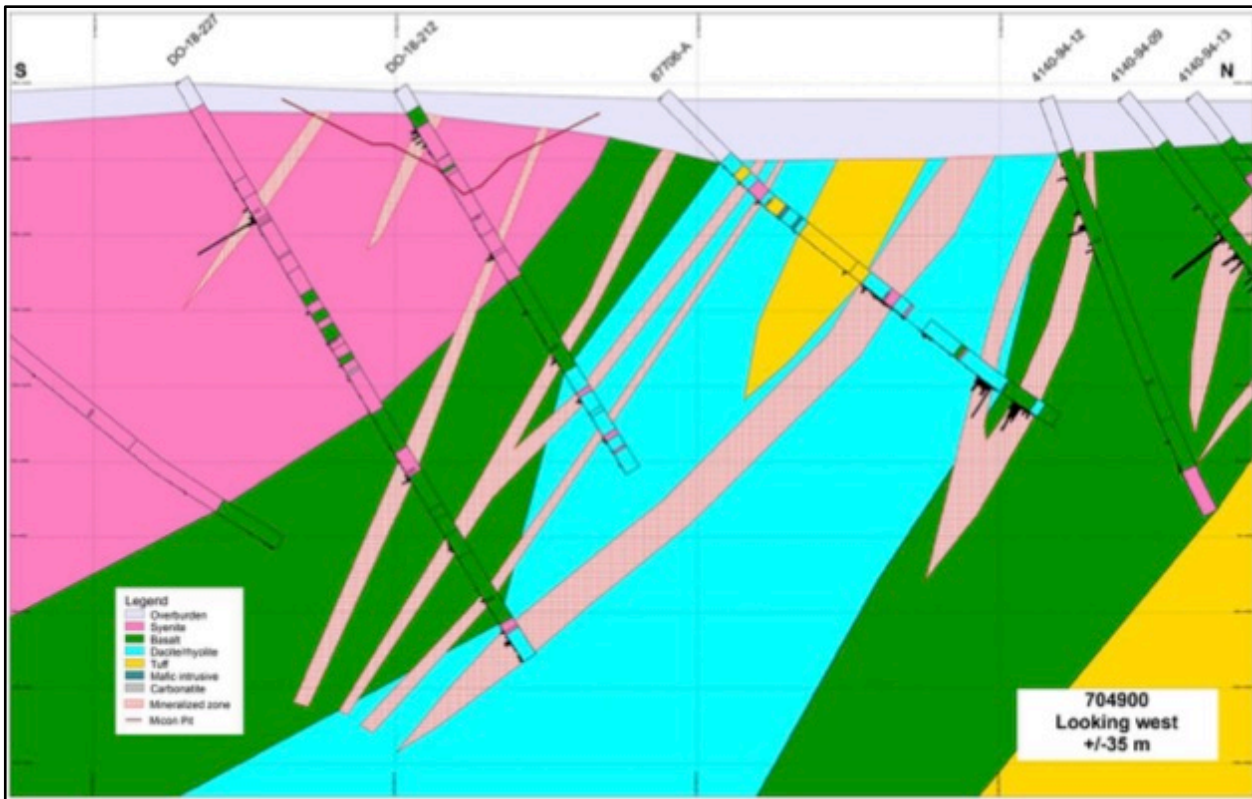 S
DO-18-227
DO-18-212
87706-A
4140-94-12
4140-94-09
4140-94-13
N
Legend
Overburden
Syenite
Basalt
Dacite/rhyolite
Tuff
Mafic intrusive
Carbonatite
Mineralized zone
Micon Pit
704900
Looking west
+/-35 m